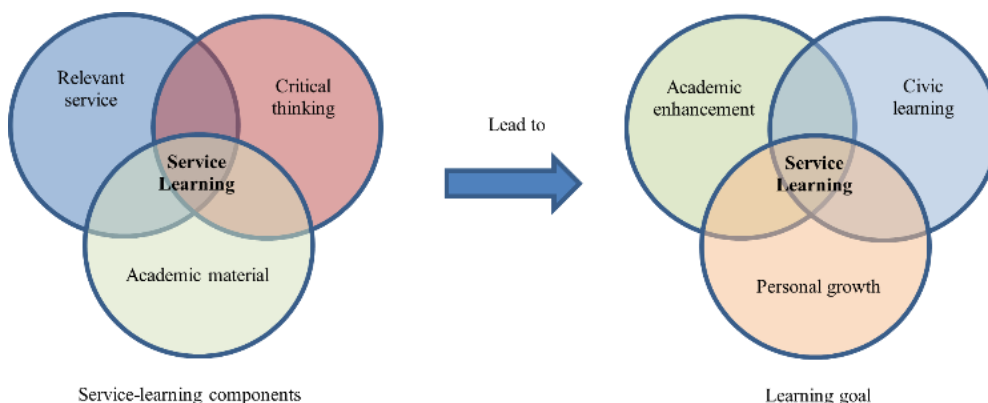 Relevant
service
Critical
thinking
Service
Learning
Academic material
Service-learning components
Lead to
Academic
enhancement
Civic
learning
Service
Learning
Personal growth
Learning goal